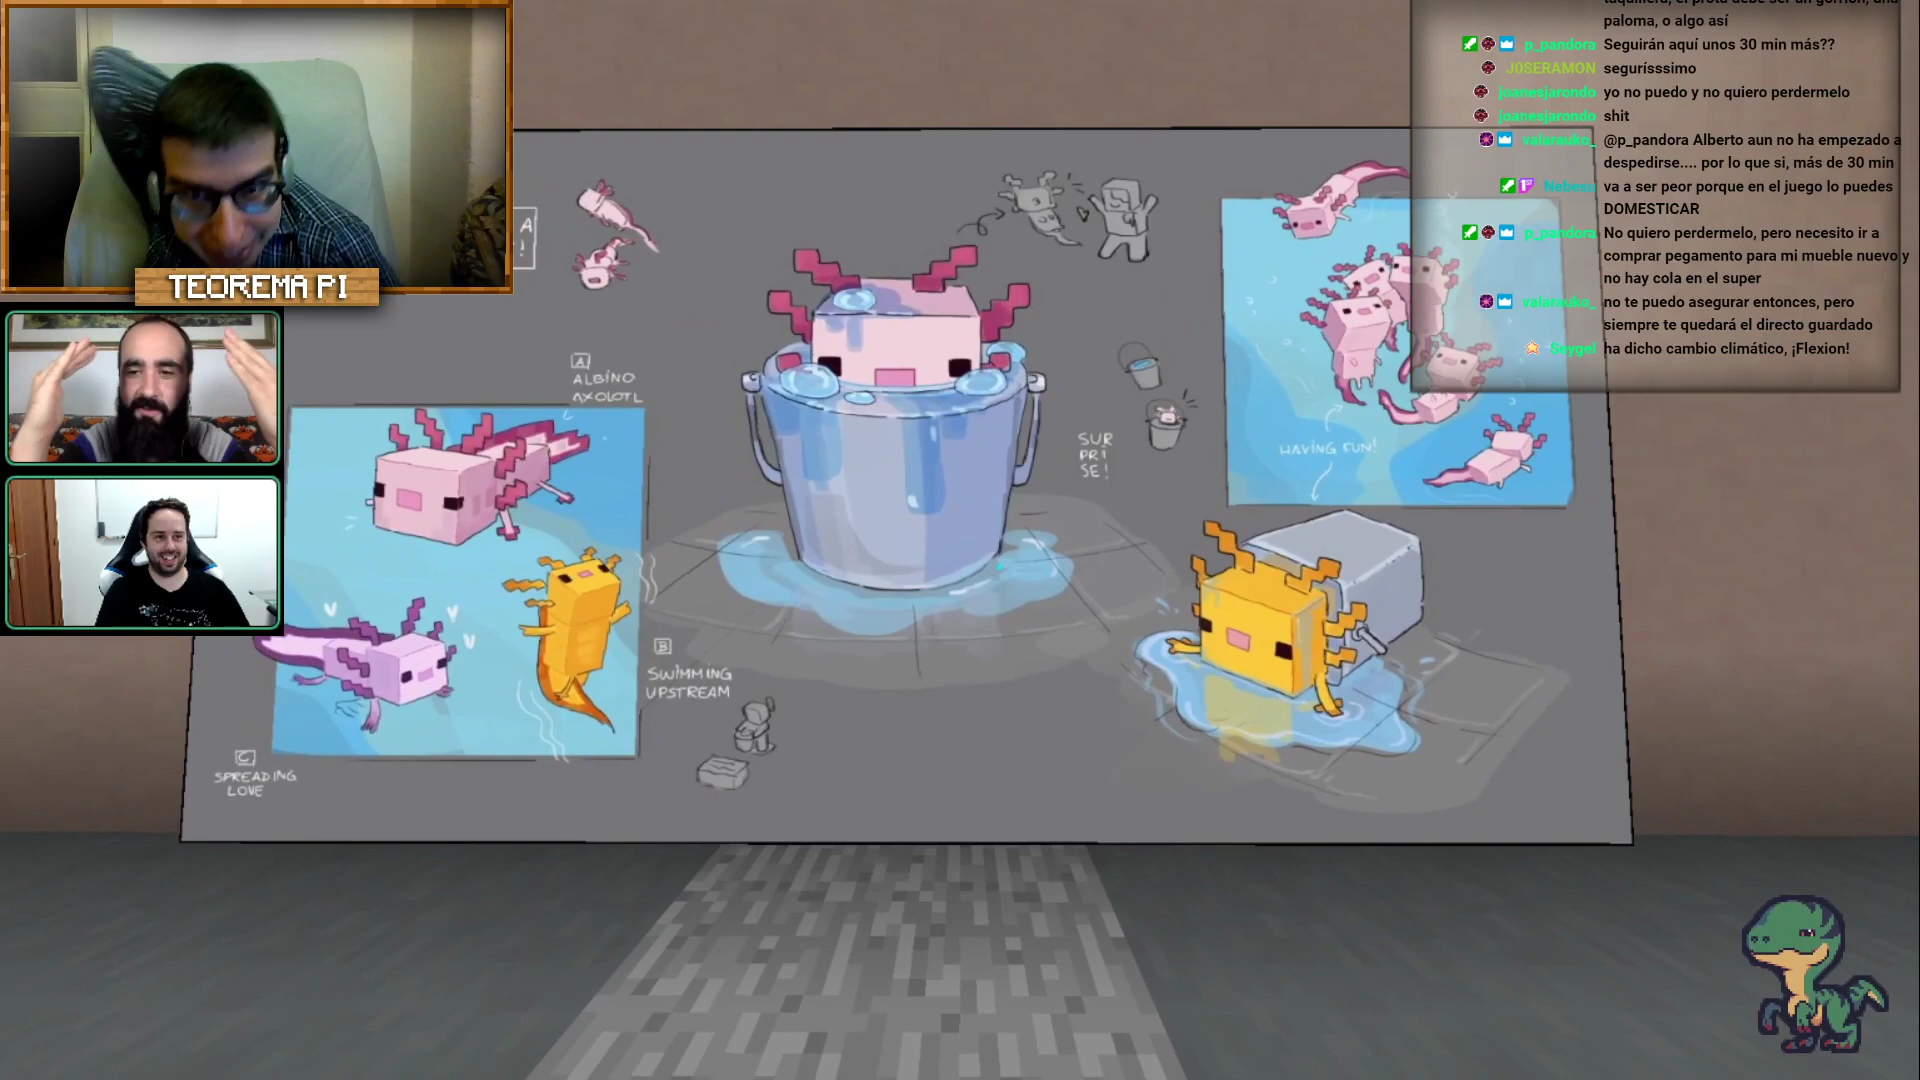 TEOREMA PI
A
!
A
ALBINO
AXOLOTL
B
SWIMMING
UPSTREAM
C
SPREADING
LOVE
SUR
PRI
SE!
HAVING FUN!
paloma, o algo así
p_pandora Seguirán aquí unos 30 min más??
J0SERAMON segurísssimo
joanesjarondo yo no puedo y no quiero perdermelo
joanesjarondo shit
valarauko_ @p_pandora Alberto aun no ha empezado a
despedirse.... por lo que si, más de 30 min
va a ser peor porque en el juego lo puedes
DOMESTICAR
p_pandora No quiero perdermelo, pero necesito ir a
comprar pegamento para mi mueble nuevo y
no hay cola en el super
valarauko_ no te puedo asegurar entonces, pero
siempre te quedará el directo guardado
Saygel ha dicho cambio climático, ¡Flexion!